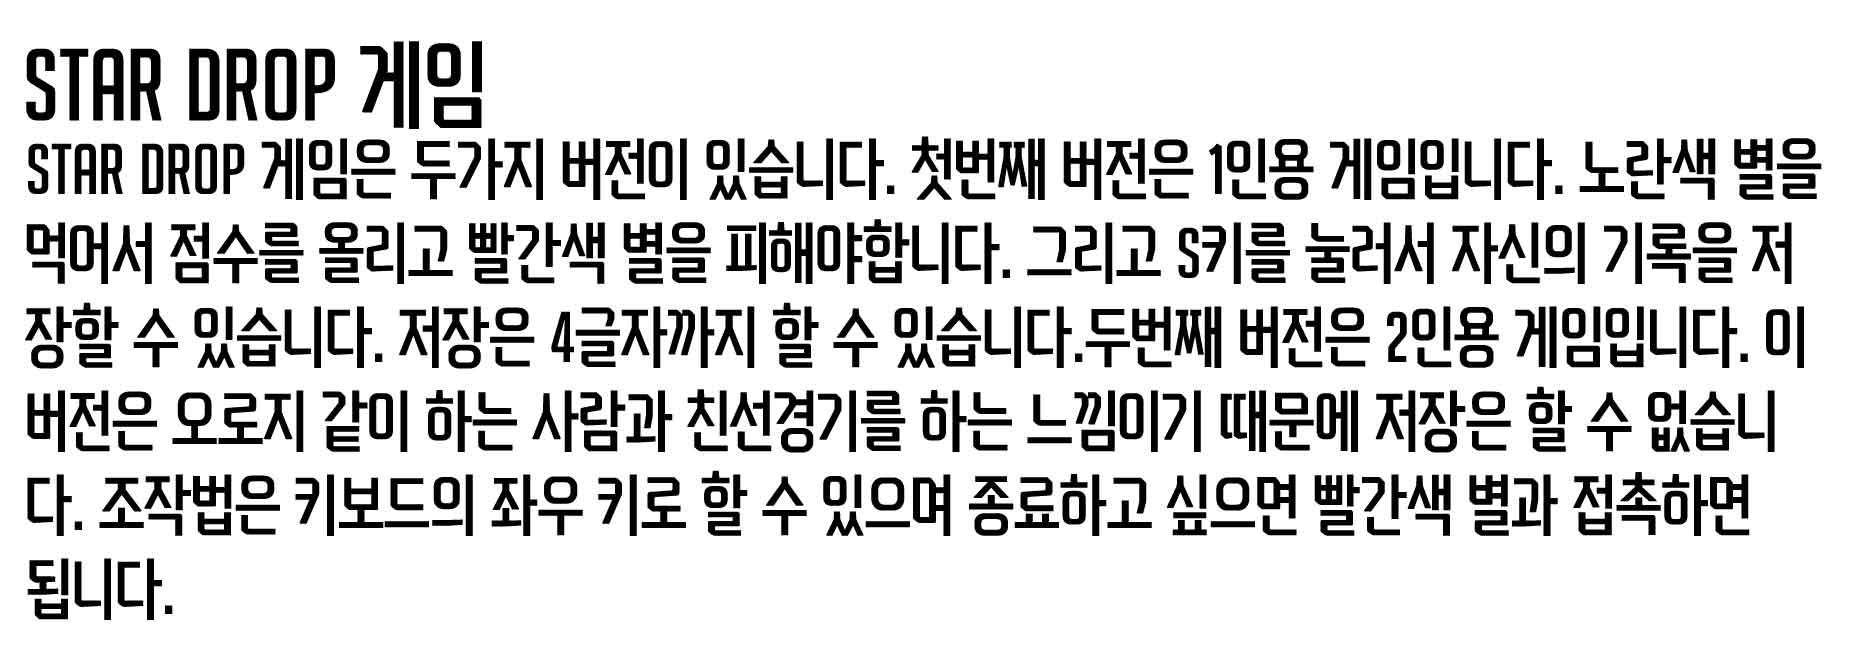 STAR DROP 게임
STAR DROP 게임은 두가지 버전이 있습니다. 첫번째 버전은 1인용 게임입니다. 노란색 별을
먹어서 점수를 올리고 빨간색 별을 피해야합니다. 그리고 S키를 눌러서 자신의 기록을 저
장할 수 있습니다. 저장은 4글자까지 할 수 있습니다.두번째 버전은 2인용 게임입니다. 이
버전은 오로지 같이 하는 사람과 친선경기를 하는 느낌이기 때문에 저장은 할 수 없습니
다. 조작법은 키보드의 좌우 키로 할 수 있으며 종료하고 싶으면 빨간색 별과 접촉하면
됩니다.